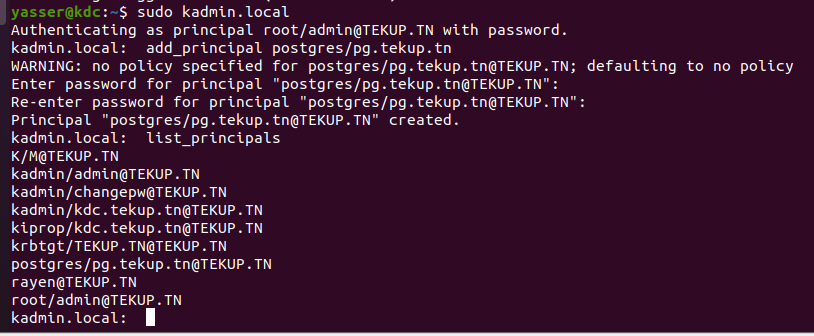 yasser@kdc:~$ sudo kadmin.local
Authenticating as principal root/admin@TEKUP.TN with password.
kadmin.local:  add_principal postgres/pg.tekup.tn
WARNING: no policy specified for postgres/pg.tekup.tn@TEKUP.TN; defaulting to no policy
Enter password for principal "postgres/pg.tekup.tn@TEKUP.TN":
Re-enter password for principal "postgres/pg.tekup.tn@TEKUP.TN":
Principal "postgres/pg.tekup.tn@TEKUP.TN" created.
kadmin.local:  list_principals
K/M@TEKUP.TN
kadmin/admin@TEKUP.TN
kadmin/changepw@TEKUP.TN
kadmin/kdc.tekup.tn@TEKUP.TN
kiprop/kdc.tekup.tn@TEKUP.TN
krbtgt/TEKUP.TN@TEKUP.TN
postgres/pg.tekup.tn@TEKUP.TN
rayen@TEKUP.TN
root/admin@TEKUP.TN
kadmin.local: